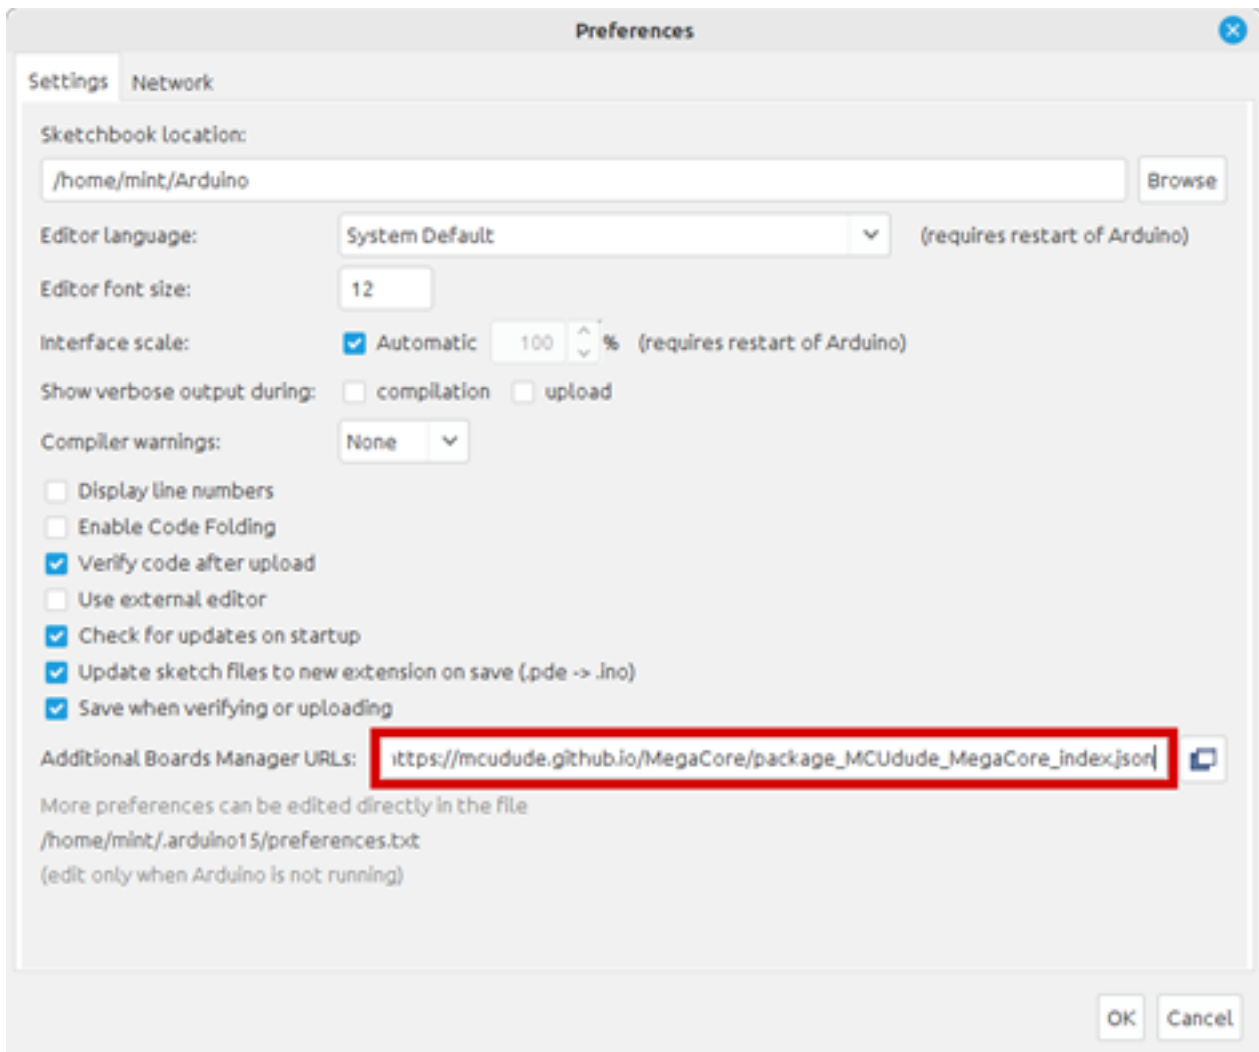 Preferences
Settings Network
Sketchbook location:
/home/mint/Arduino Browse
Editor language: System Default (requires restart of Arduino)
Editor font size: 12
Interface scale: Automatic 100 % (requires restart of Arduino)
Show verbose output during: compilation upload
Compiler warnings: None
Display line numbers
Enable Code Folding
Verify code after upload
Use external editor
Check for updates on startup
Update sketch files to new extension on save (.pde -> .ino)
Save when verifying or uploading
Additional Boards Manager URLs: ttps://mcudude.github.io/MegaCore/package_MCUdude_MegaCore_index.json
More preferences can be edited directly in the file
/home/mint/.arduino15/preferences.txt
(edit only when Arduino is not running)
OK Cancel